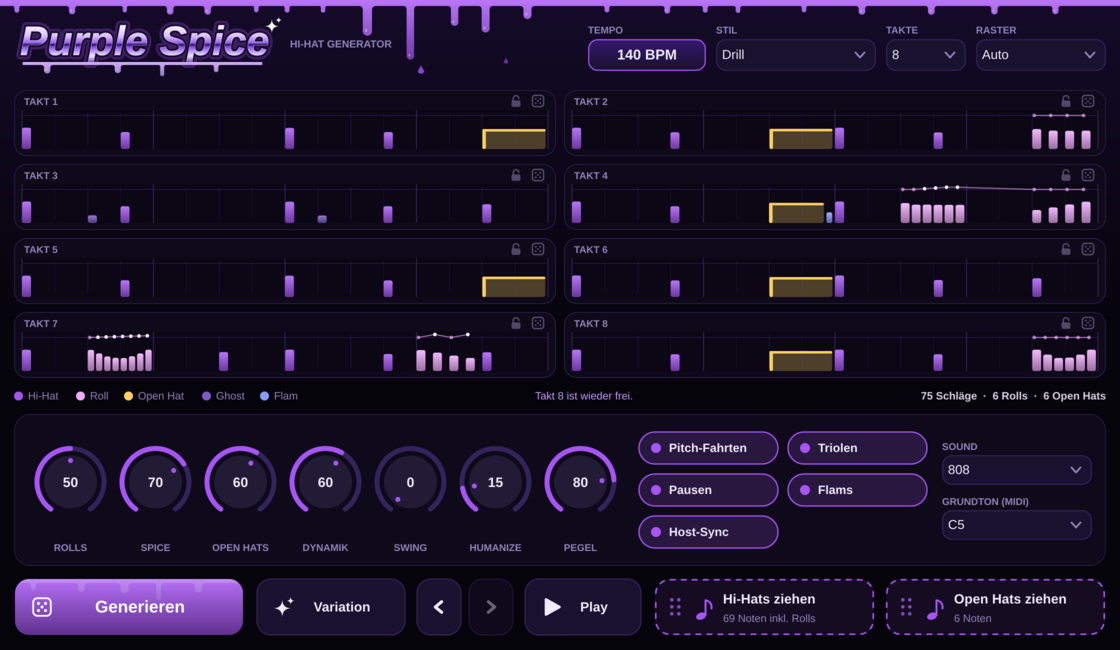 Purple Spice
HI-HAT GENERATOR
TEMPO
STIL
TAKTE
RASTER
140 BPM
Drill
8
Auto
TAKT 1
TAKT 2
TAKT 3
TAKT 4
TAKT 5
TAKT 6
TAKT 7
TAKT 8
Hi-Hat
Roll
Open Hat
Ghost
Flam
Takt 8 ist wieder frei.
75 Schläge · 6 Rolls · 6 Open Hats
50
70
60
60
0
15
80
ROLLS
SPICE
OPEN HATS
DYNAMIK
SWING
HUMANIZE
PEGEL
Pitch-Fahrten
Triolen
Pausen
Flams
Host-Sync
SOUND
808
GRUNDTON (MIDI)
C5
Generieren
Variation
Play
Hi-Hats ziehen
69 Noten inkl. Rolls
Open Hats ziehen
6 Noten